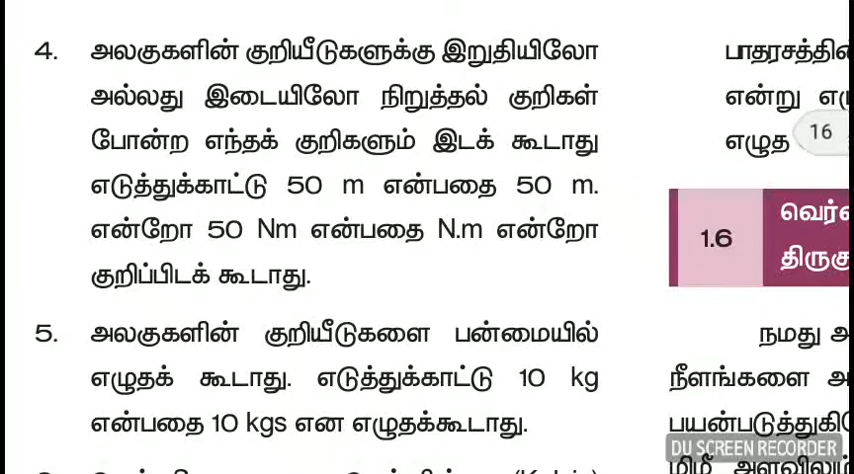 4. அலகுகளின் குறியீடுகளுக்கு இறுதியிலோ
அல்லது இடையிலோ நிறுத்தல் குறிகள்
போன்ற எந்தக் குறிகளும் இடக் கூடாது
எடுத்துக்காட்டு 50 m என்பதை 50 m.
என்றோ 50 Nm என்பதை N.m என்றோ
குறிப்பிடக் கூடாது.
5. அலகுகளின் குறியீடுகளை பன்மையில்
எழுதக் கூடாது. எடுத்துக்காட்டு 10 kg
என்பதை 10 kgs என எழுதக்கூடாது.
என்று
எழுத
16
1.6
நமது
நீளங்களை
DU SCREEN RECORDER